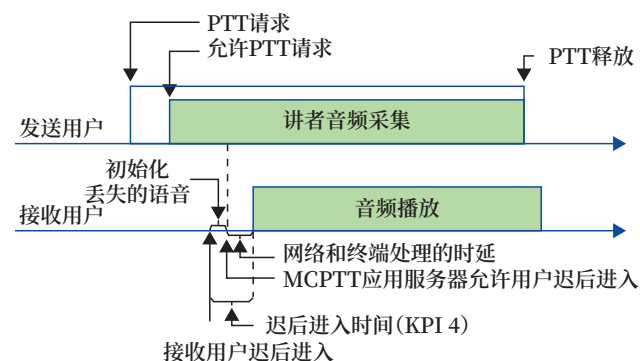 PTT请求
允许PTT请求
PTT释放
发送用户
讲者音频采集
初始化
丢失的语音
接收用户
音频播放
网络和终端处理的时延
MCPTT应用服务器允许用户迟后进入
迟后进入时间(KPI 4)
接收用户迟后进入